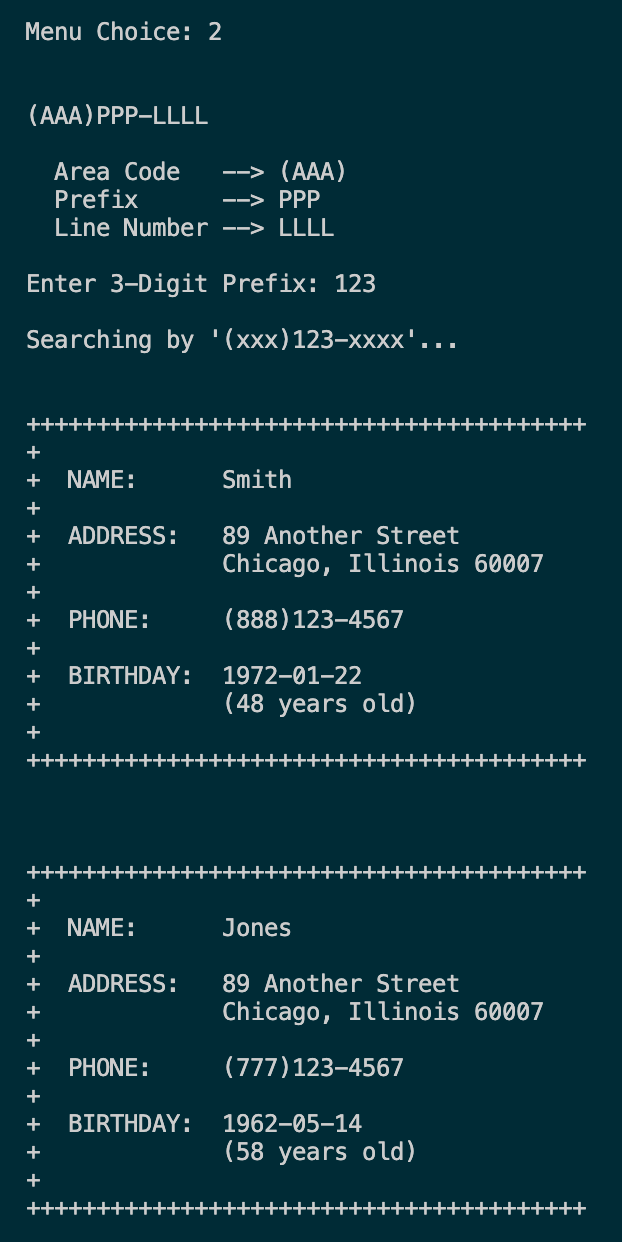 Menu Choice: 2
(AAA)PPP-LLLL
  Area Code   --> (AAA)
  Prefix      --> PPP
  Line Number --> LLLL
Enter 3-Digit Prefix: 123
Searching by '(xxx)123-xxxx'...
++++++++++++++++++++++++++++++++++++++++
+
+  NAME:      Smith
+
+  ADDRESS:   89 Another Street
+             Chicago, Illinois 60007
+
+  PHONE:     (888)123-4567
+
+  BIRTHDAY:  1972-01-22
+             (48 years old)
+
++++++++++++++++++++++++++++++++++++++++
++++++++++++++++++++++++++++++++++++++++
+
+  NAME:      Jones
+
+  ADDRESS:   89 Another Street
+             Chicago, Illinois 60007
+
+  PHONE:     (777)123-4567
+
+  BIRTHDAY:  1962-05-14
+             (58 years old)
+
++++++++++++++++++++++++++++++++++++++++